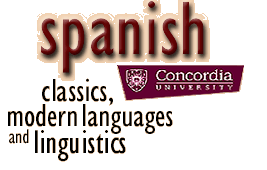 spanish
Concordia
UNIVERSITY
classics,
modern languages
and linguistics